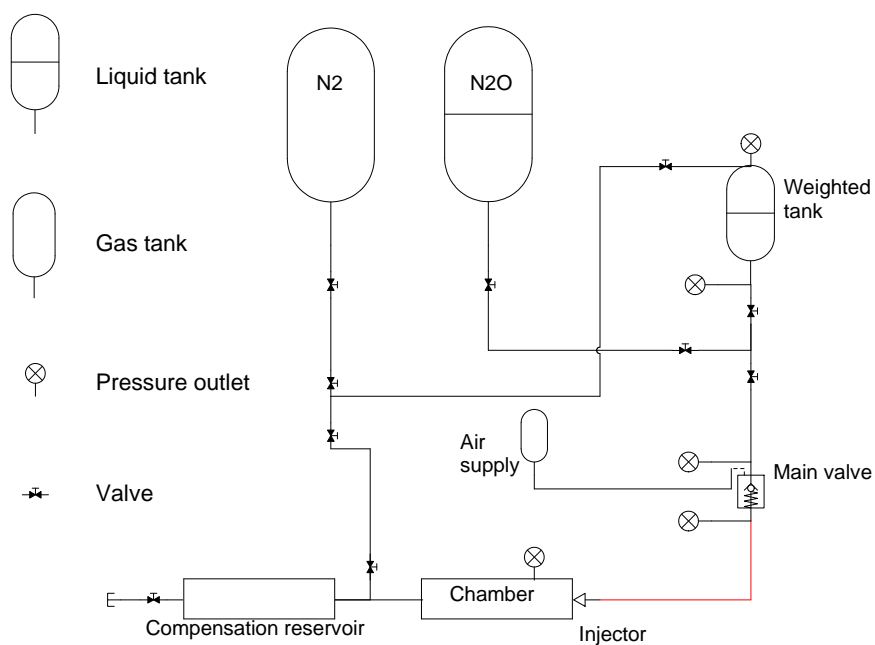 Liquid tank
Gas tank
Pressure outlet
Valve
N2
N2O
Weighted
tank
Air
supply
Main valve
Chamber
Compensation reservoir
Injector